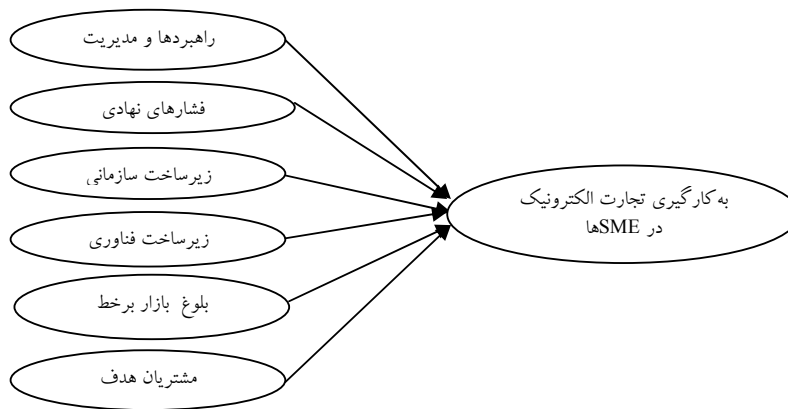 راهبردها و مدیریت
فشارهای نهادی
زیرساخت سازمانی
زیرساخت فناوری
بلوغ بازار برخط
مشتریان هدف
به‌کارگیری تجارت الکترونیک
در SMEها